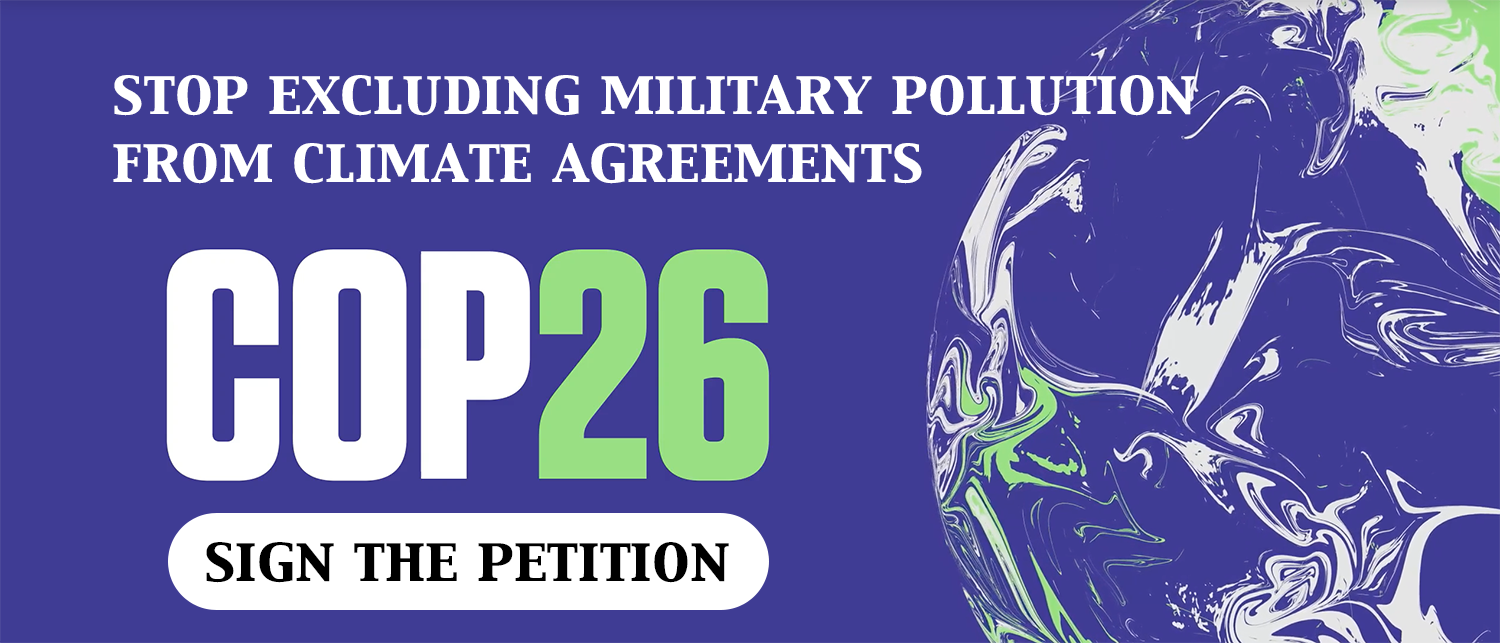 STOP EXCLUDING MILITARY POLLUTION
FROM CLIMATE AGREEMENTS
COP26
SIGN THE PETITION